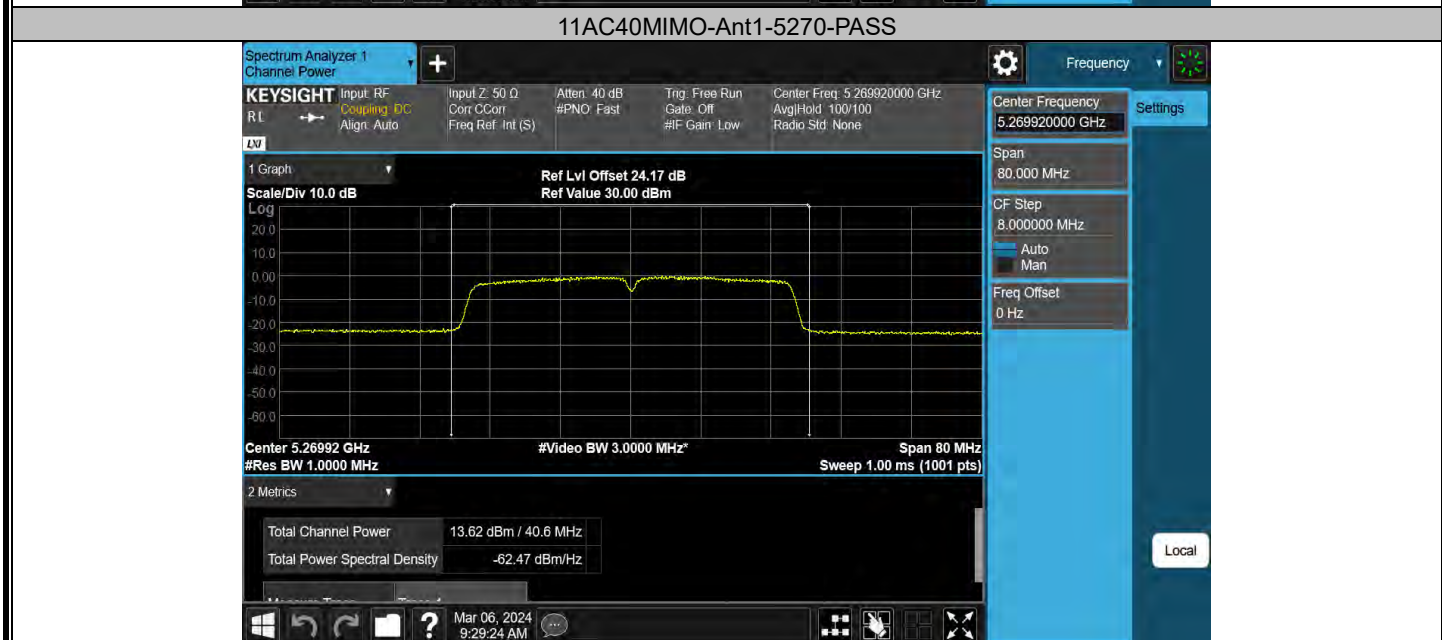 11AC40MIMO-Ant1-5270-PASS
Spectrum Analyzer 1
Channel Power
Frequency
KEYSIGHT
RL
LXI
Input: RF
Coupling: DC
Align: Auto
Input Z: 50 Ω
Corr CCorr
Freq Ref: Int (S)
Atten: 40 dB
#PNO: Fast
Trig: Free Run
Gate: Off
#IF Gain: Low
Center Freq: 5.269920000 GHz
Avg|Hold: 100/100
Radio Std: None
Center Frequency
5.269920000 GHz
Settings
Span
80.000 MHz
CF Step
8.000000 MHz
Auto
Man
Freq Offset
0 Hz
1 Graph
Ref Lvl Offset 24.17 dB
Scale/Div 10.0 dB
Ref Value 30.00 dBm
Log
20.0
10.0
0.00
-10.0
-20.0
-30.0
-40.0
-50.0
-60.0
Center 5.26992 GHz
#Video BW 3.0000 MHz*
Span 80 MHz
#Res BW 1.0000 MHz
Sweep 1.00 ms (1001 pts)
2 Metrics
Total Channel Power 13.62 dBm / 40.6 MHz
Total Power Spectral Density -62.47 dBm/Hz
Local
Mar 06, 2024
9:29:24 AM